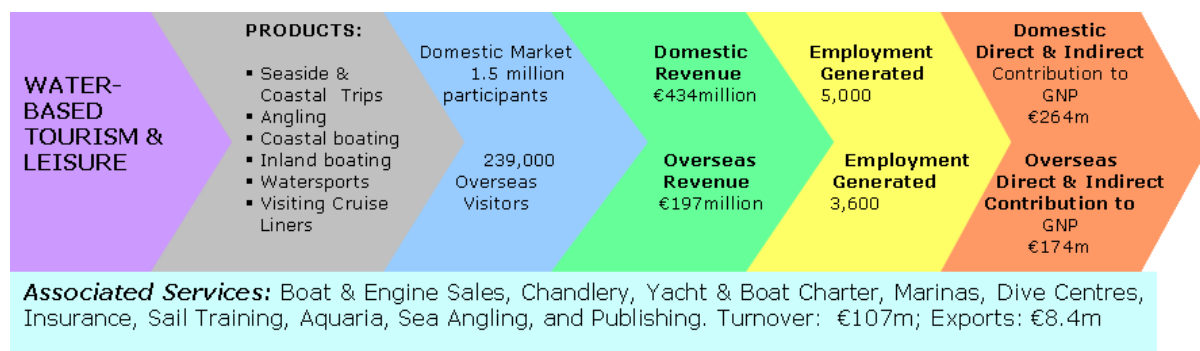 WATER-
BASED
TOURISM &
LEISURE
PRODUCTS:
▪ Seaside &
Coastal Trips
▪ Angling
▪ Coastal boating
▪ Inland boating
▪ Watersports
▪ Visiting Cruise
Liners
Domestic Market
1.5 million
participants
239,000
Overseas
Visitors
Domestic
Revenue
€434million
Overseas
Revenue
€197million
Employment
Generated
5,000
Employment
Generated
3,600
Domestic
Direct & Indirect
Contribution to
GNP
€264m
Overseas
Direct & Indirect
Contribution to
GNP
€174m
Associated Services: Boat & Engine Sales, Chandlery, Yacht & Boat Charter, Marinas, Dive Centres,
Insurance, Sail Training, Aquaria, Sea Angling, and Publishing. Turnover: €107m; Exports: €8.4m